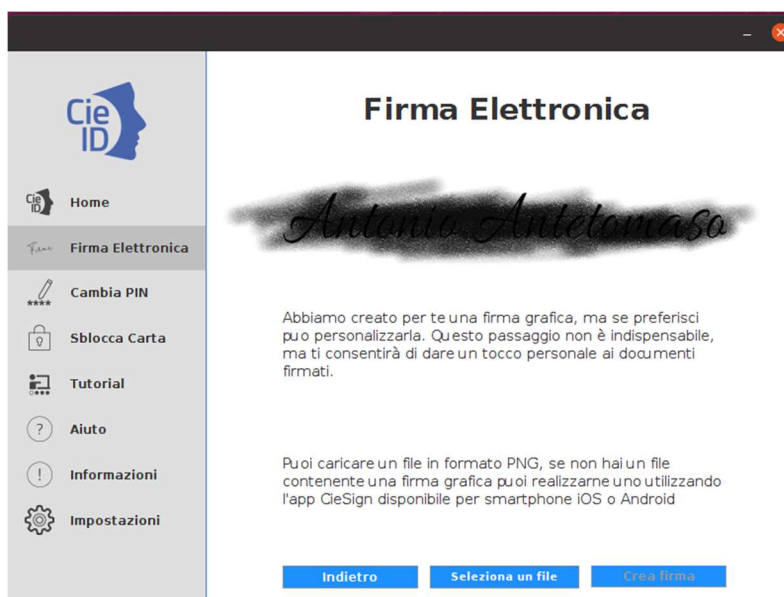 Cie
ID
Home
Firma Elettronica
Cambia PIN
Sblocca Carta
Tutorial
Aiuto
Informazioni
Impostazioni
Firma Elettronica
Antonio Antetomaso
Abbiamo creato per te una firma grafica, ma se preferisci
puo personalizzarla. Questo passaggio non è indispensabile,
ma ti consentirà di dare un tocco personale ai documenti
firmati.
Puoi caricare un file in formato PNG, se non hai un file
contenente una firma grafica puoi realizzarne uno utilizzando
l'app CieSign disponibile per smartphone iOS o Android
Indietro
Seleziona un file
Crea firma